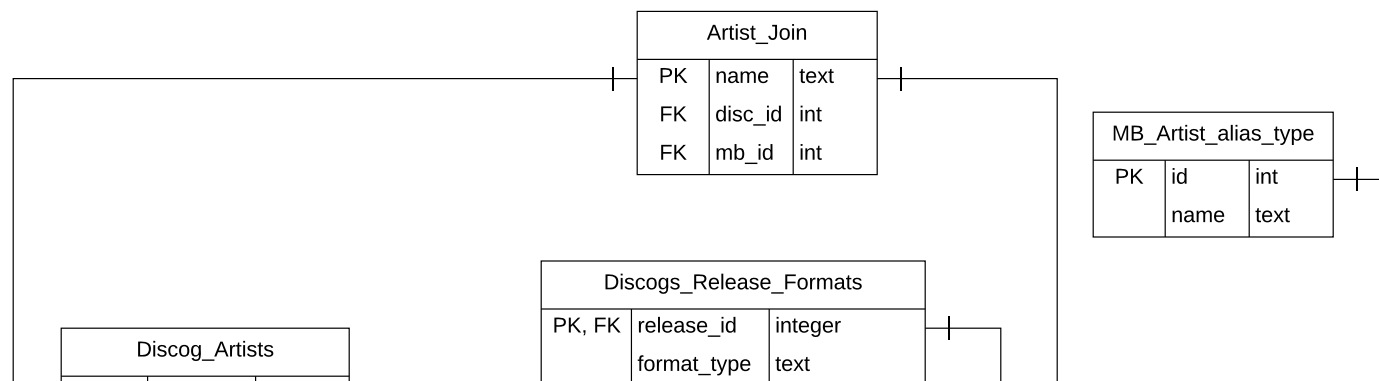 Artist_Join
PK name text
FK disc_id int
FK mb_id int
MB_Artist_alias_type
PK id int
name text
Discogs_Release_Formats
PK, FK release_id integer
format_type text
Discog_Artists